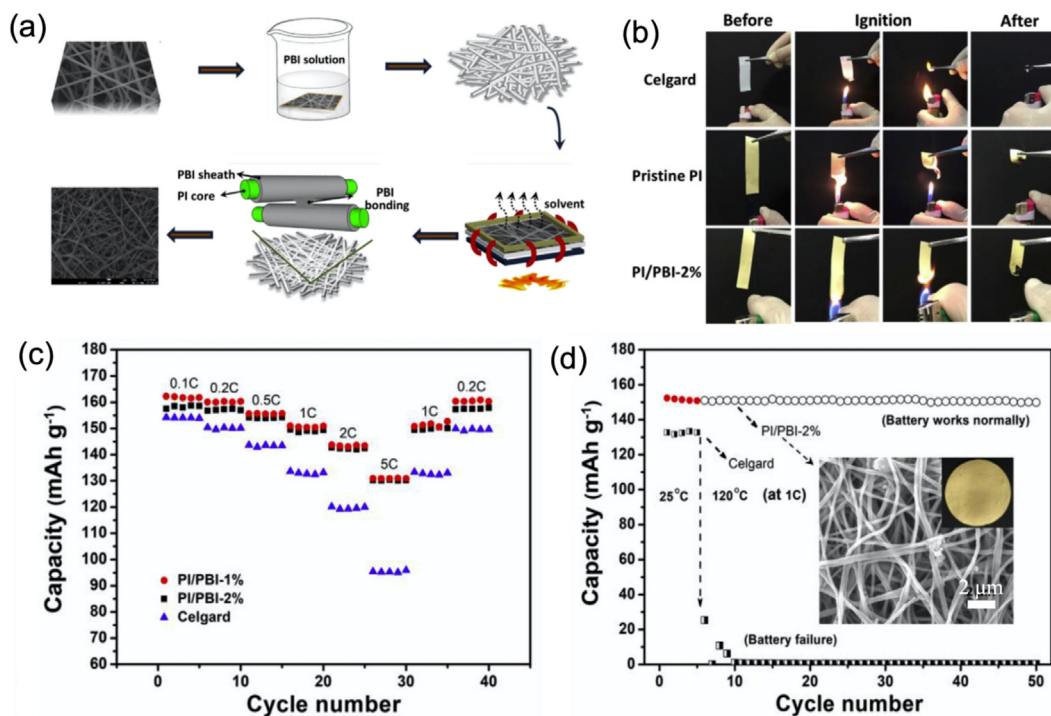 (a)
PBI solution
PBI sheath
PI core
PBI
bonding
solvent
(b)
Before
Ignition
After
Celgard
Pristine PI
PI/PBI-2%
(c)
Capacity (mAh g⁻¹)
180
170
160
150
140
130
120
110
100
90
80
70
60
0.1C
0.2C
0.5C
1C
2C
5C
1C
0.2C
PI/PBI-1%
PI/PBI-2%
Celgard
0
10
20
30
40
Cycle number
(d)
Capacity (mAh g⁻¹)
180
160
140
120
100
80
60
40
20
0
(Battery works normally)
PI/PBI-2%
Celgard
25°C
120°C
(at 1C)
2 μm
(Battery failure)
0
10
20
30
40
50
Cycle number